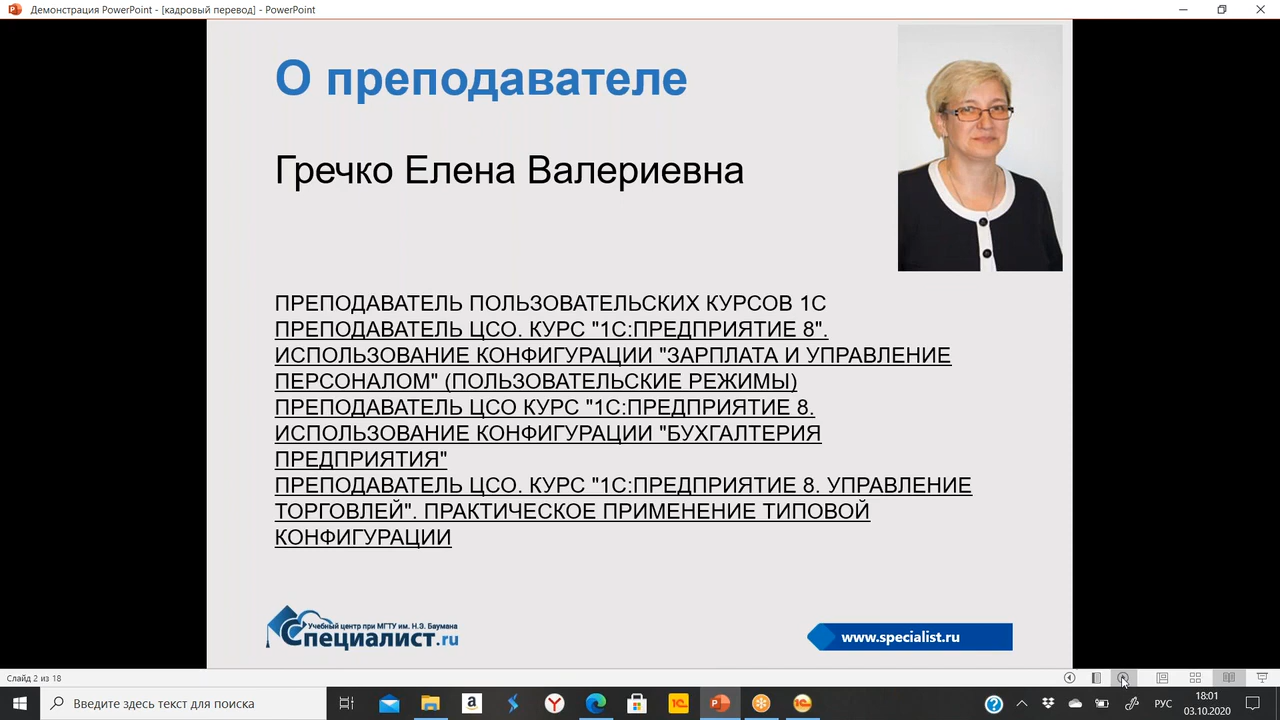 Демонстрация PowerPoint - [кадровый перевод] - PowerPoint
О преподавателе
Гречко Елена Валериевна
ПРЕПОДАВАТЕЛЬ ПОЛЬЗОВАТЕЛЬСКИХ КУРСОВ 1С
ПРЕПОДАВАТЕЛЬ ЦСО. КУРС "1С:ПРЕДПРИЯТИЕ 8".
ИСПОЛЬЗОВАНИЕ КОНФИГУРАЦИИ "ЗАРПЛАТА И УПРАВЛЕНИЕ
ПЕРСОНАЛОМ" (ПОЛЬЗОВАТЕЛЬСКИЕ РЕЖИМЫ)
ПРЕПОДАВАТЕЛЬ ЦСО КУРС "1С:ПРЕДПРИЯТИЕ 8.
ИСПОЛЬЗОВАНИЕ КОНФИГУРАЦИИ "БУХГАЛТЕРИЯ
ПРЕДПРИЯТИЯ"
ПРЕПОДАВАТЕЛЬ ЦСО. КУРС "1С:ПРЕДПРИЯТИЕ 8. УПРАВЛЕНИЕ
ТОРГОВЛЕЙ". ПРАКТИЧЕСКОЕ ПРИМЕНЕНИЕ ТИПОВОЙ
КОНФИГУРАЦИИ
Учебный центр при МГТУ им. Н.Э. Баумана
Специалист.ru
www.specialist.ru
Слайд 2 из 18
Введите здесь текст для поиска
РУС
18:01
03.10.2020